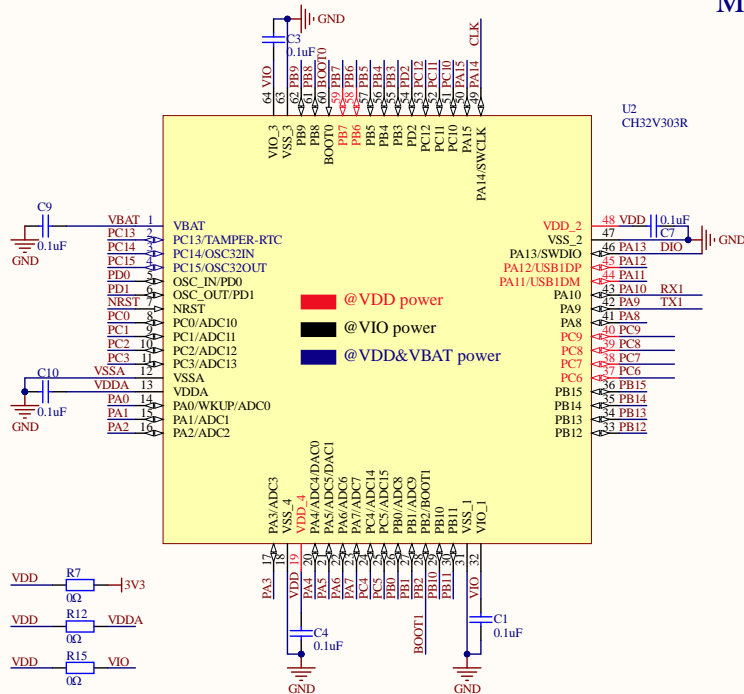 M
GND
C3
0.1uF
VIO
PB9
PB8
BOOT0
PB7
PB6
PB5
PB4
PB3
PD2
PC12
PC11
PC10
PA15
PA14 CLK
64 63 62 61 60 59 58 57 56 55 54 53 52 51 50 49
VIO_3
VSS_3
PB9
PB8
BOOT0
PB7
PB6
PB5
PB4
PB3
PD2
PC12
PC11
PC10
PA15
PA14/SWCLK
U2
CH32V303R
C9
0.1uF
GND
VBAT 1 VBAT
PC13 2 PC13/TAMPER-RTC
PC14 3 PC14/OSC32IN
PC15 4 PC15/OSC32OUT
PD0 5 OSC_IN/PD0
PD1 6 OSC_OUT/PD1
NRST 7 NRST
PC0 8 PC0/ADC10
PC1 9 PC1/ADC11
PC2 10 PC2/ADC12
PC3 11 PC3/ADC13
VSSA 12 VSSA
VDDA 13 VDDA
PA0 14 PA0/WKUP/ADC0
PA1 15 PA1/ADC1
PA2 16 PA2/ADC2
C10
0.1uF
GND
@VDD power
@VIO power
@VDD&VBAT power
VDD_2 48 VDD
0.1uF
C7
GND
VSS_2 47
PA13/SWDIO 46 PA13 DIO
PA12/USB1DP 45 PA12
PA11/USB1DM 44 PA11
PA10 43 PA10 RX1
PA9 42 PA9 TX1
PA8 41 PA8
PC9 40 PC9
PC8 39 PC8
PC7 38 PC7
PC6 37 PC6
PB15 36 PB15
PB14 35 PB14
PB13 34 PB13
PB12 33 PB12
PA3/ADC3
VSS_4
VDD_4
PA4/ADC4/DAC0
PA5/ADC5/DAC1
PA6/ADC6
PA7/ADC7
PC4/ADC14
PC5/ADC15
PB0/ADC8
PB1/ADC9
PB2/BOOT1
PB10
PB11
VSS_1
VIO_1
17 18 19 20 21 22 23 24 25 26 27 28 29 30 31 32
PA3
VDD
PA4
PA5
PA6
PA7
PC4
PC5
PB0
PB1
PB2
PB10
PB11
VIO
BOOT1
C4
0.1uF
GND
C1
0.1uF
GND
VDD R7 3V3
0Ω
VDD R12 VDDA
0Ω
VDD R15 VIO
0Ω